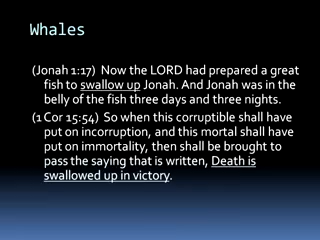 Whales
(Jonah 1:17)  Now the LORD had prepared a great
fish to swallow up Jonah. And Jonah was in the
belly of the fish three days and three nights.
(1 Cor 15:54)  So when this corruptible shall have
put on incorruption, and this mortal shall have
put on immortality, then shall be brought to
pass the saying that is written, Death is
swallowed up in victory.